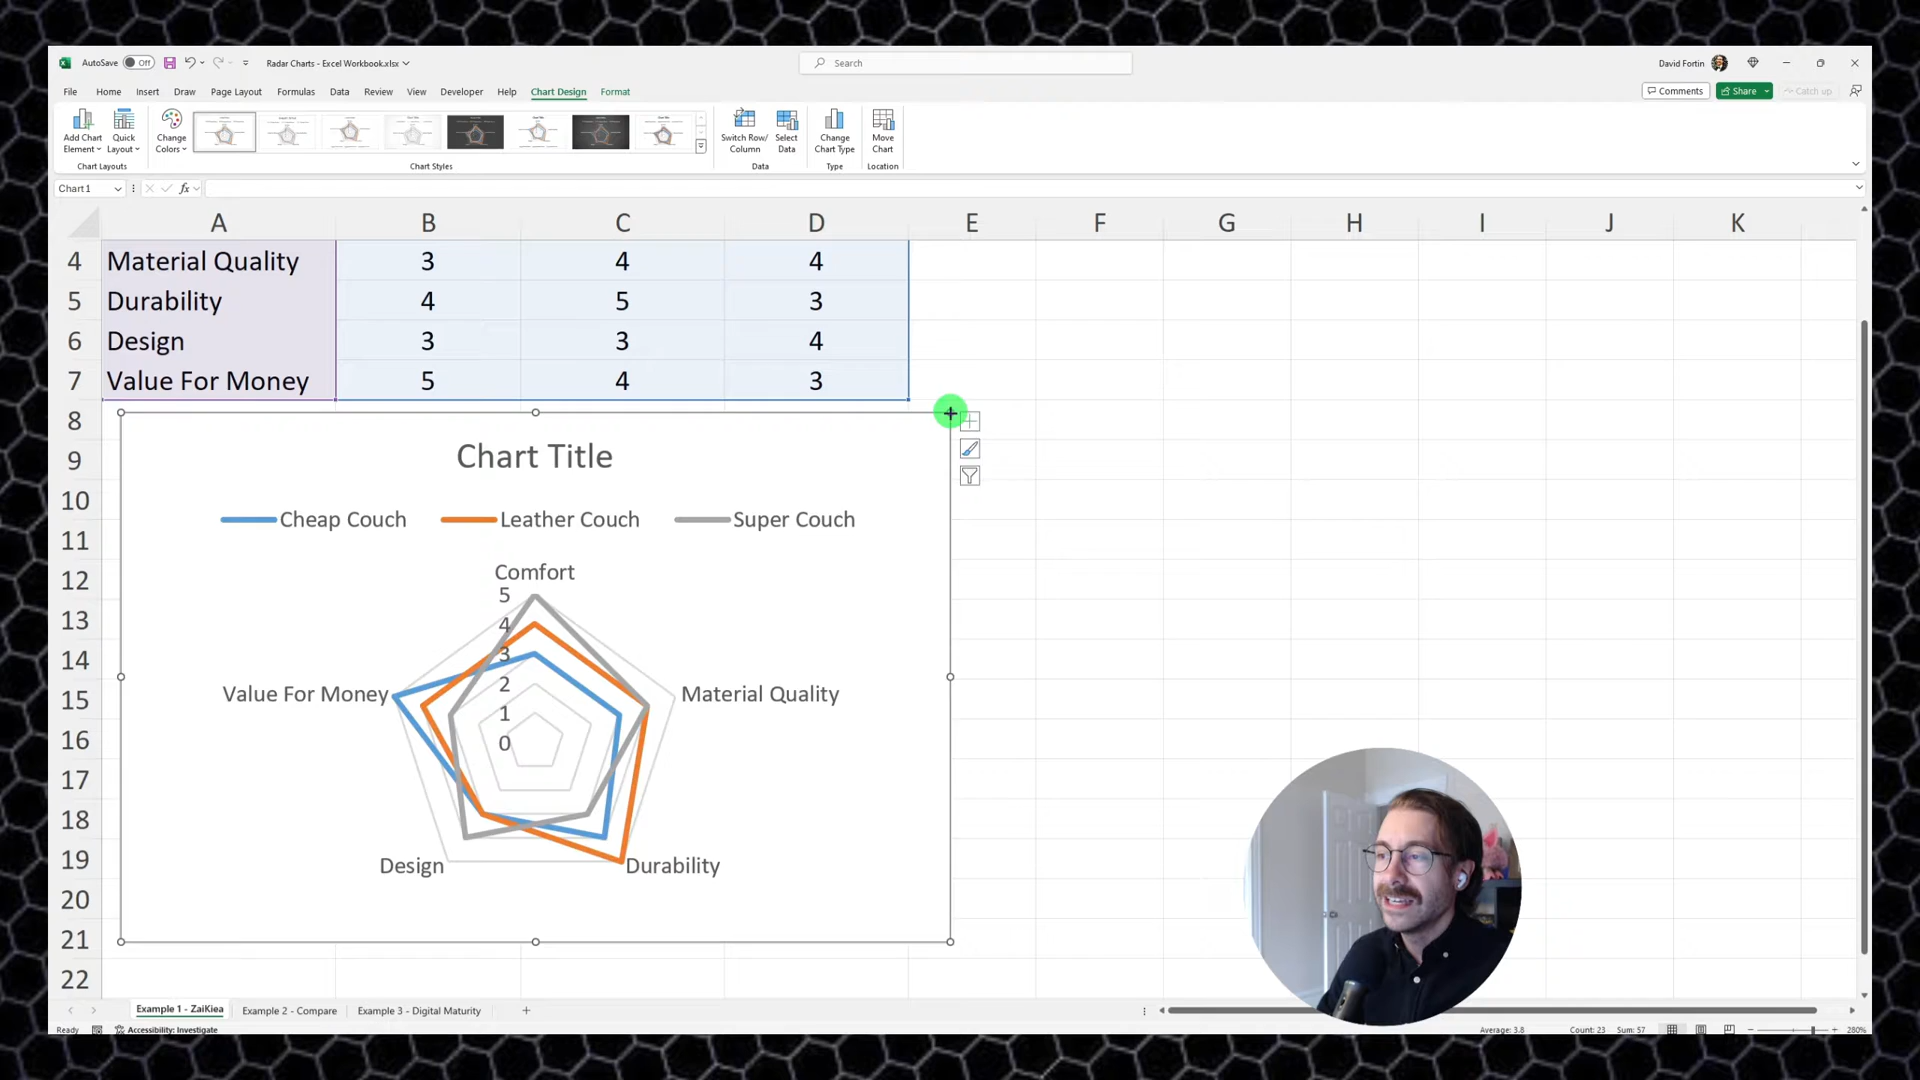 AutoSave Off Radar Charts - Excel Workbook.xlsx Search David Fortin
File Home Insert Draw Page Layout Formulas Data Review View Developer Help Chart Design Format Comments Share Catch up
Add Chart Element Quick Layout Change Colors Switch Row/ Column Select Data Change Chart Type Move Chart
Chart Layouts Chart Styles Data Type Location
Chart 1 fx
A B C D E F G H I J K
4 Material Quality 3 4 4
5 Durability 4 5 3
6 Design 3 3 4
7 Value For Money 5 4 3
8
9
10
11
12
13
14
15
16
17
18
19
20
21
22
Chart Title
Cheap Couch Leather Couch Super Couch
Comfort
5
4
3
2
1
0
Value For Money Material Quality
Design Durability
Example 1 - ZaiKiea Example 2 - Compare Example 3 - Digital Maturity
Ready Accessibility: Investigate Average: 3.8 Count: 23 Sum: 57 280%